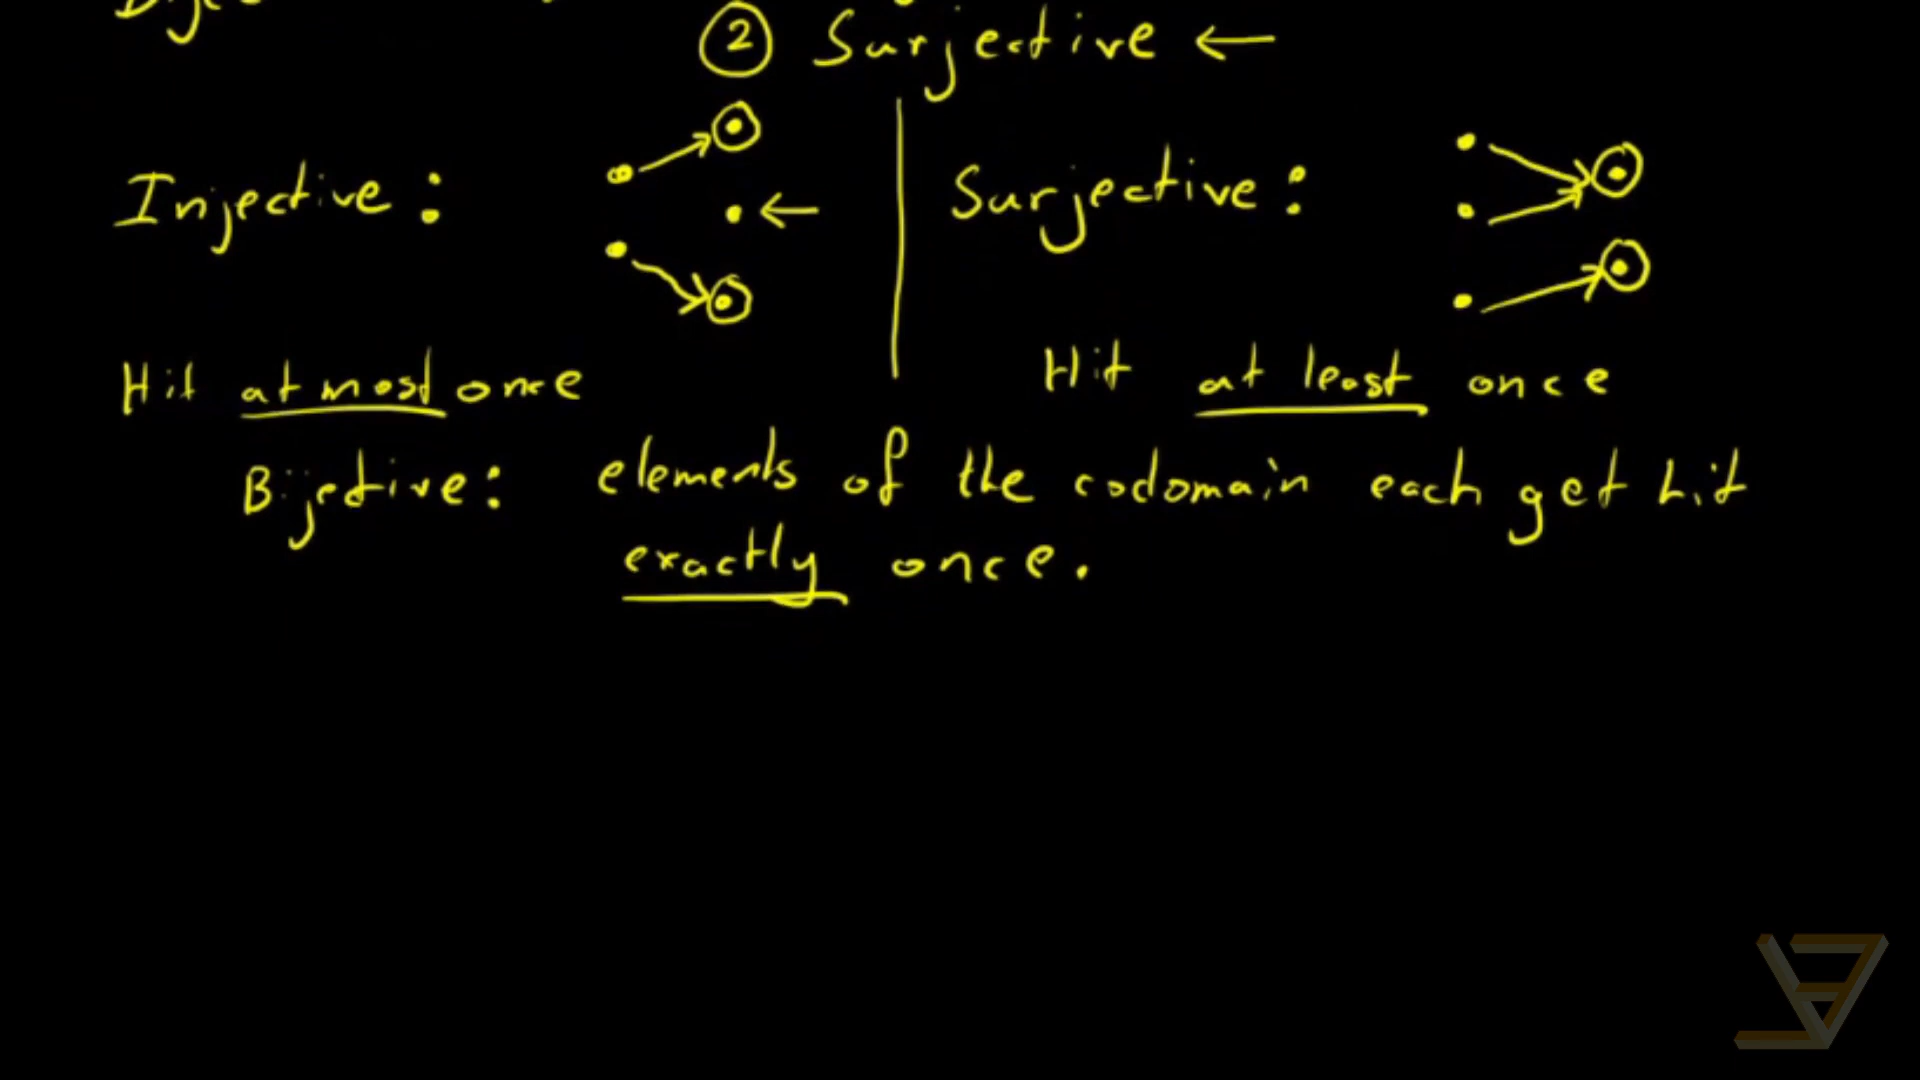 ② Surjective ←
Injective :
Surjective :
Hit at most once
Hit at least once
Bijective : elements of the codomain each get hit
exactly once.